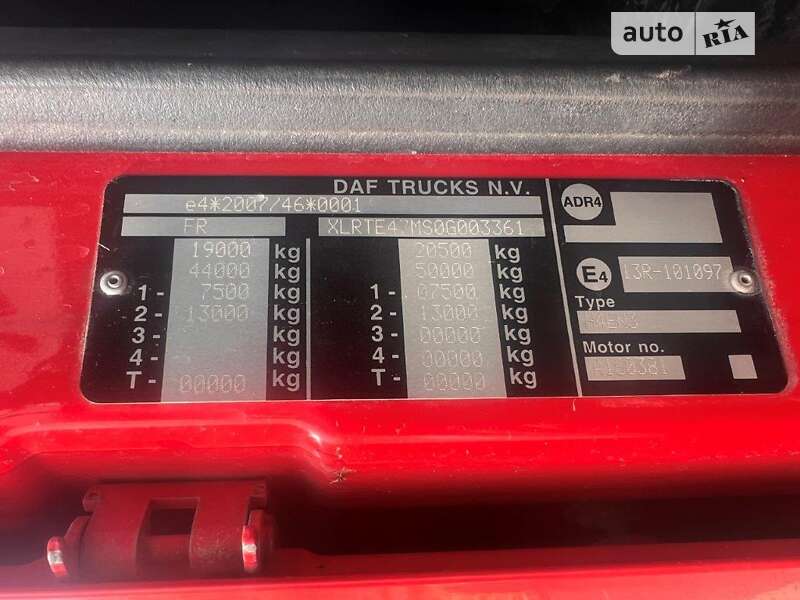 auto RIA
DAF TRUCKS N.V.
e4*2007/46*0001
FR XLRTE47MS0G003361
19000 kg 20500 kg
44000 kg 50000 kg
1- 7500 kg 1- 07500 kg
2- 13000 kg 2- 13000 kg
3- kg 3- 00000 kg
4- kg 4- 00000 kg
T- 00000 kg T- 00000 kg
ADR4
E4 13R-101097
Type
Motor no.